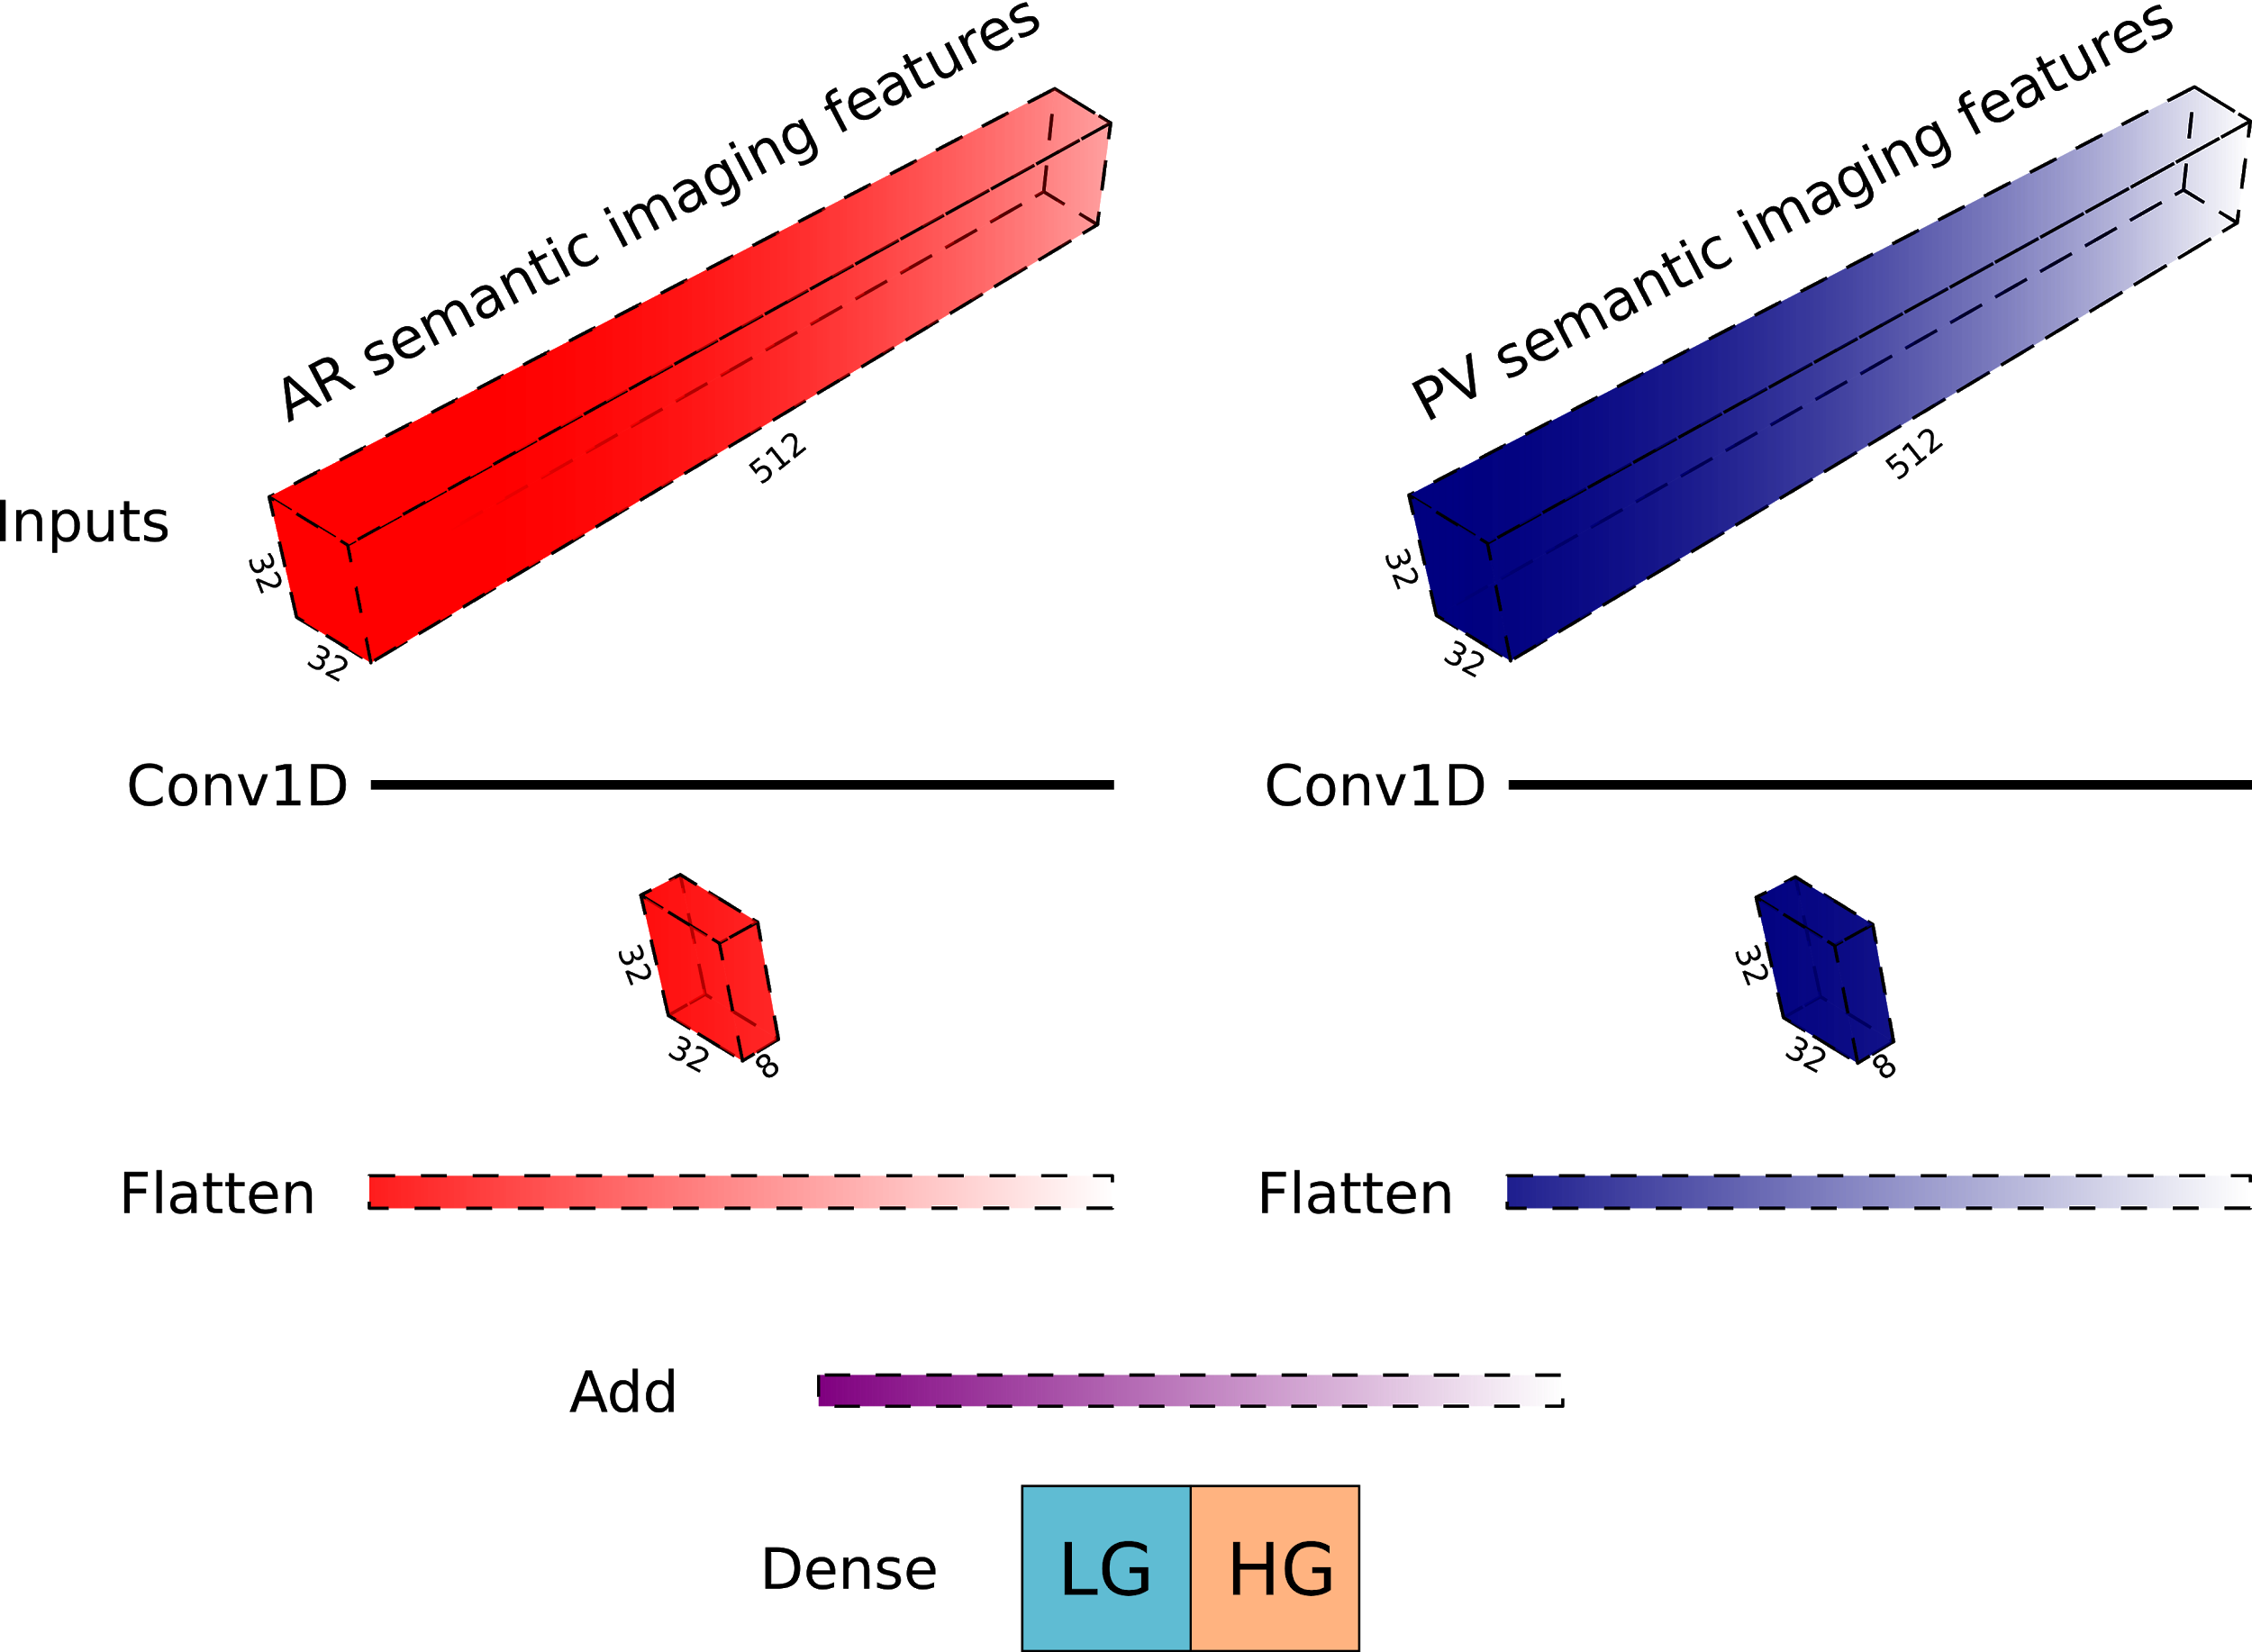 AR semantic imaging features
PV semantic imaging features
512
512
Inputs
32
32
32
32
Conv1D
Conv1D
32
32
32
8
32
8
Flatten
Flatten
Add
Dense
LG
HG